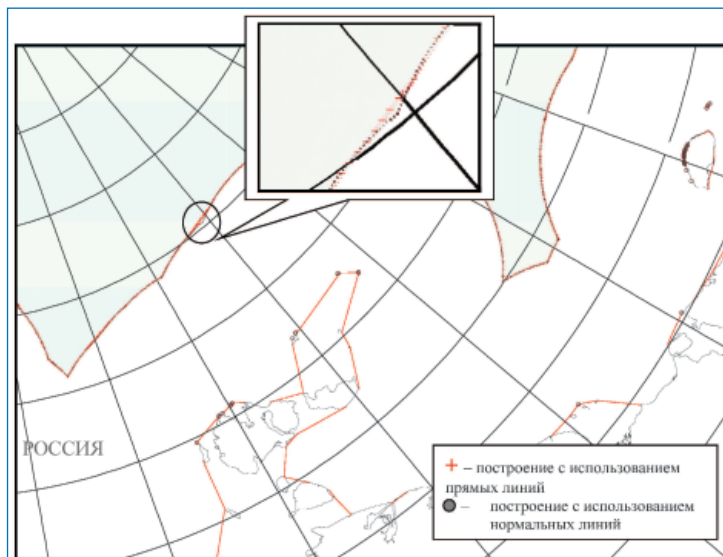 РОССИЯ
+ – построение с использованием
прямых линий
– построение с использованием
нормальных линий